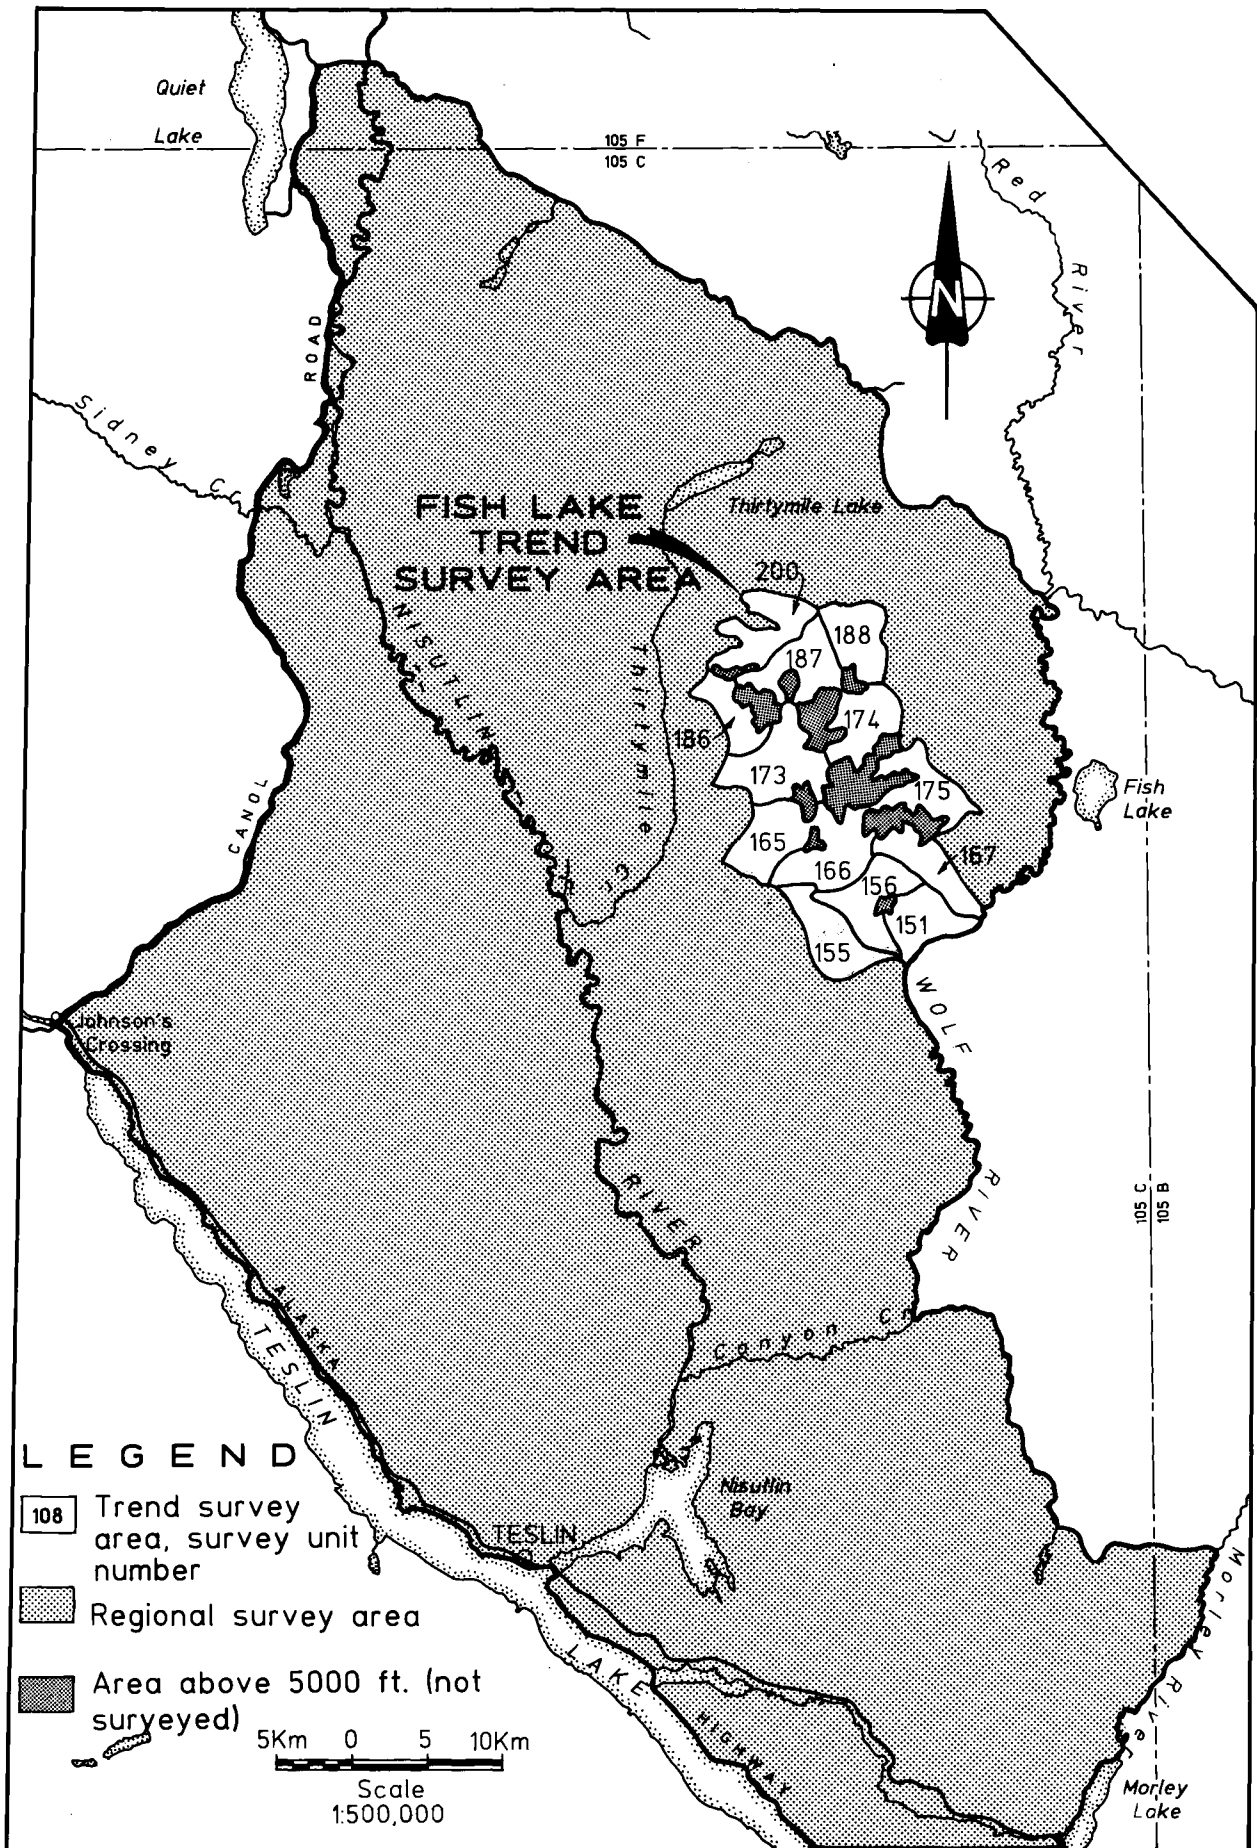 Quiet
Lake
105 F
105 C
Red
River
N
ROAD
Sidney Cr.
FISH LAKE
TREND
SURVEY AREA
Thirtymile Lake
200
188
187
186
174
173
175
165
166
167
156
151
155
NISUTLIN
Thirtymile
Cr.
Fish
Lake
CANOL
WOLF
RIVER
Johnson's
Crossing
RIVER
105 C
105 B
Canyon Cr.
ALASKA
TESLIN
LEGEND
108
Trend survey
area, survey unit
number
Regional survey area
Area above 5000 ft. (not
surveyed)
5Km 0 5 10Km
Scale
1:500,000
TESLIN
Nisutlin
Bay
LAKE
HIGHWAY
Morley River
Morley
Lake